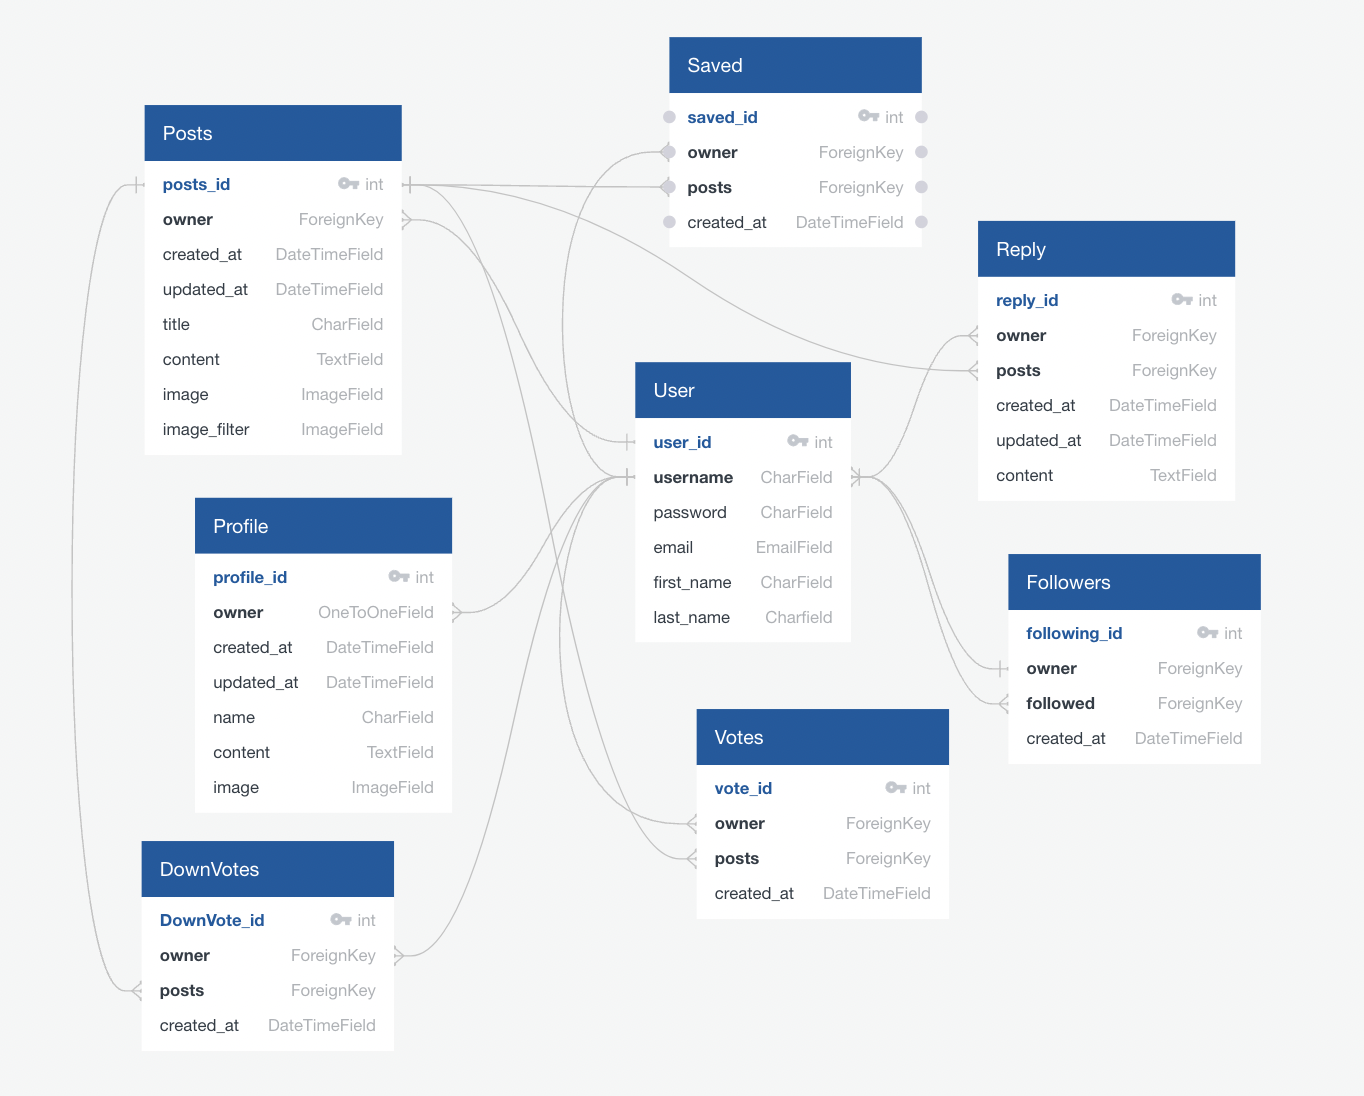 Saved
saved_id int
owner ForeignKey
posts ForeignKey
created_at DateTimeField
Posts
posts_id int
owner ForeignKey
created_at DateTimeField
updated_at DateTimeField
title CharField
content TextField
image ImageField
image_filter ImageField
Reply
reply_id int
owner ForeignKey
posts ForeignKey
created_at DateTimeField
updated_at DateTimeField
content TextField
User
user_id int
username CharField
password CharField
email EmailField
first_name CharField
last_name Charfield
Profile
profile_id int
owner OneToOneField
created_at DateTimeField
updated_at DateTimeField
name CharField
content TextField
image ImageField
Followers
following_id int
owner ForeignKey
followed ForeignKey
created_at DateTimeField
Votes
vote_id int
owner ForeignKey
posts ForeignKey
created_at DateTimeField
DownVotes
DownVote_id int
owner ForeignKey
posts ForeignKey
created_at DateTimeField